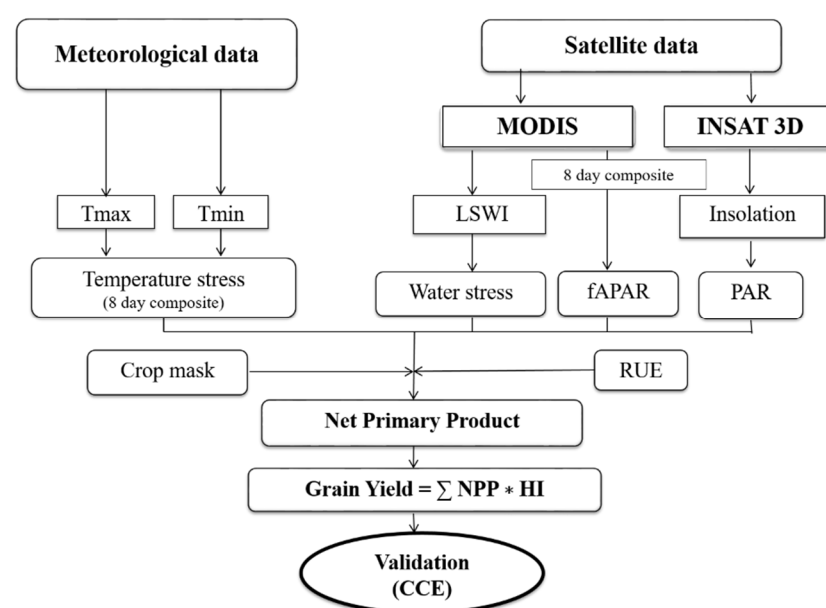 Meteorological data
Satellite data
MODIS
INSAT 3D
8 day composite
Tmax
Tmin
LSWI
Insolation
Temperature stress
(8 day composite)
Water stress
fAPAR
PAR
Crop mask
RUE
Net Primary Product
Grain Yield = ∑ NPP * HI
Validation
(CCE)